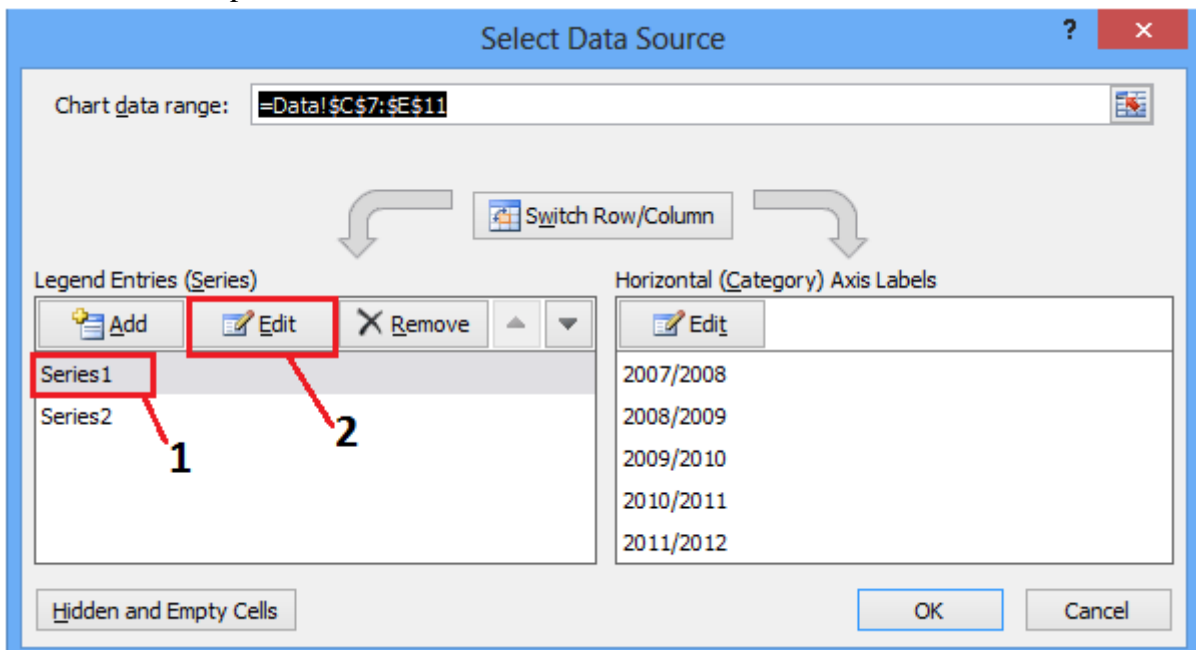 Select Data Source
? ×
Chart data range: =Data!$C$7:$E$11
Switch Row/Column
Legend Entries (Series)
Horizontal (Category) Axis Labels
Add Edit Remove
Edit
Series1
2007/2008
Series2
2008/2009
1
2
2009/2010
2010/2011
2011/2012
Hidden and Empty Cells
OK
Cancel